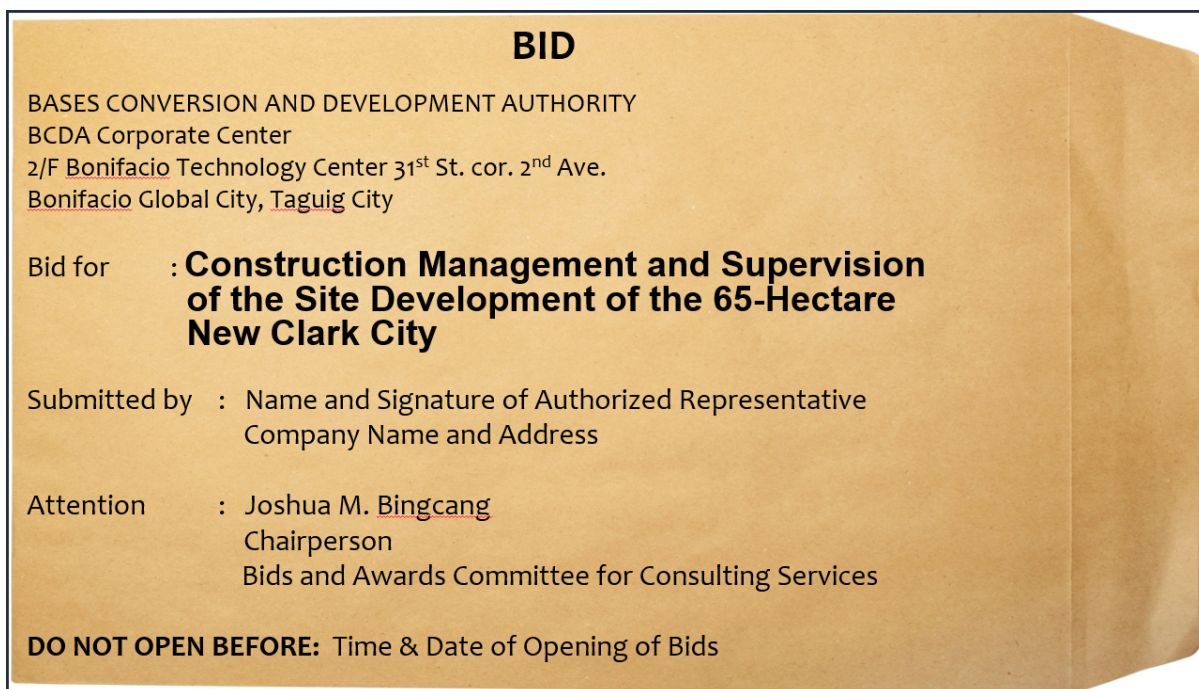 BID
BASES CONVERSION AND DEVELOPMENT AUTHORITY
BCDA Corporate Center
2/F Bonifacio Technology Center 31st St. cor. 2nd Ave.
Bonifacio Global City, Taguig City
Bid for : Construction Management and Supervision
of the Site Development of the 65-Hectare
New Clark City
Submitted by : Name and Signature of Authorized Representative
Company Name and Address
Attention : Joshua M. Bingcang
Chairperson
Bids and Awards Committee for Consulting Services
DO NOT OPEN BEFORE: Time & Date of Opening of Bids